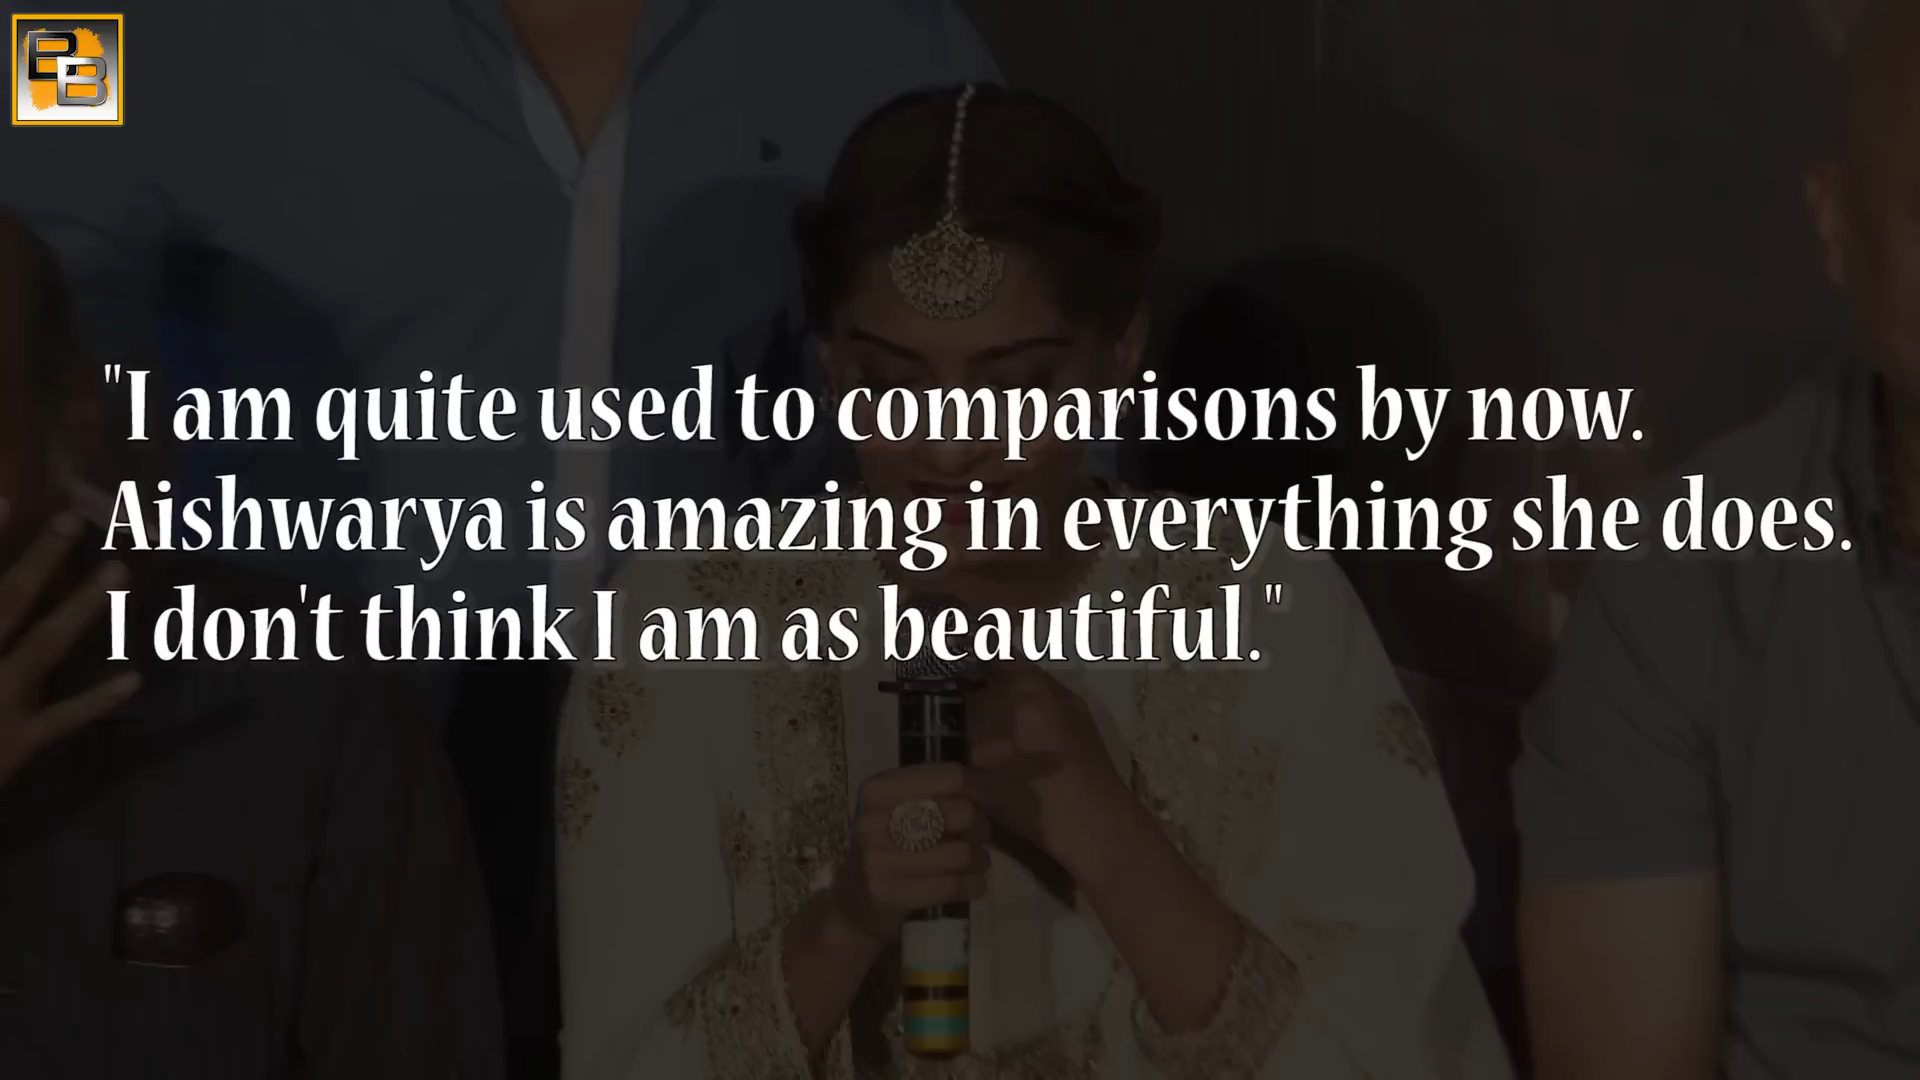 BB
"I am quite used to comparisons by now.
Aishwarya is amazing in everything she does.
I don't think I am as beautiful."